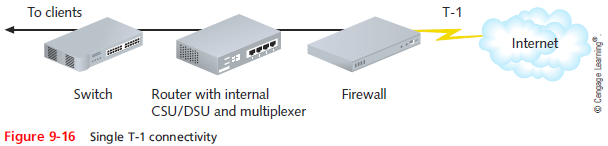 To clients
T-1
Internet
Switch
Router with internal
CSU/DSU and multiplexer
Firewall
© Cengage Learning®.
Figure 9-16 Single T-1 connectivity